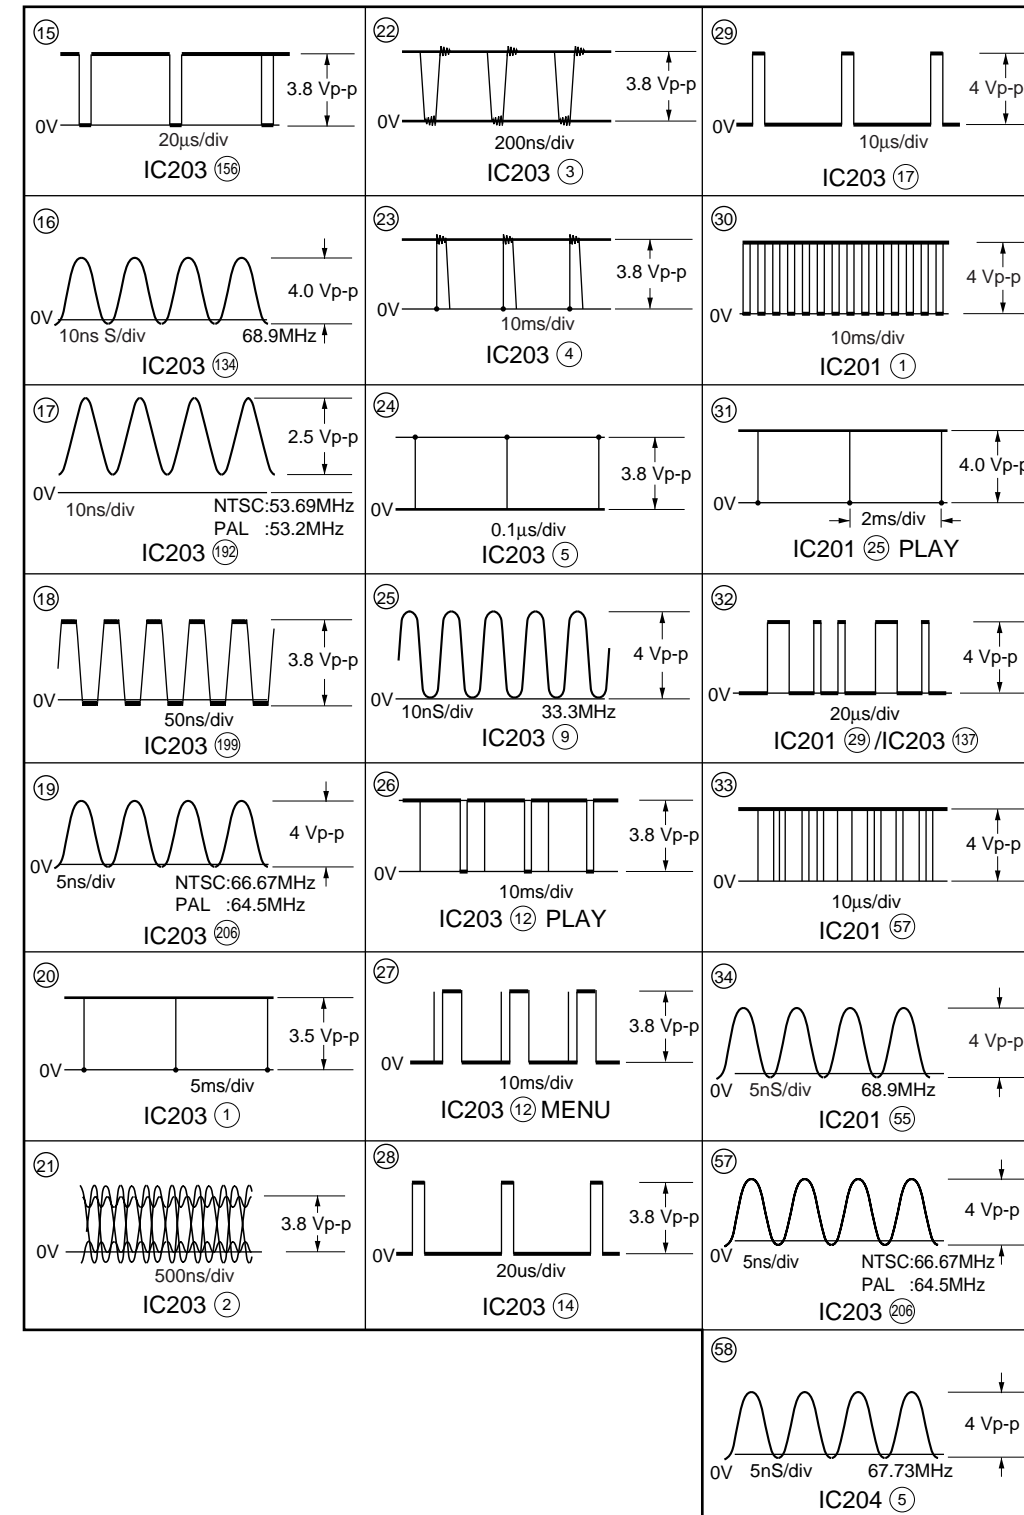 15
3.8 Vp-p
0V
20µs/div
IC203 156
16
4.0 Vp-p
0V
10ns S/div 68.9MHz
IC203 134
17
2.5 Vp-p
0V
10ns/div NTSC:53.69MHz
PAL :53.2MHz
IC203 192
18
3.8 Vp-p
0V
50ns/div
IC203 199
19
4 Vp-p
0V
5ns/div NTSC:66.67MHz
PAL :64.5MHz
IC203 206
20
3.5 Vp-p
0V
5ms/div
IC203 1
21
3.8 Vp-p
0V
500ns/div
IC203 2
22
3.8 Vp-p
0V
200ns/div
IC203 3
23
3.8 Vp-p
0V
10ms/div
IC203 4
24
3.8 Vp-p
0V
0.1µs/div
IC203 5
25
4 Vp-p
0V
10nS/div 33.3MHz
IC203 9
26
3.8 Vp-p
0V
10ms/div
IC203 12 PLAY
27
3.8 Vp-p
0V
10ms/div
IC203 12 MENU
28
3.8 Vp-p
0V
20us/div
IC203 14
29
4 Vp-p
0V
10µs/div
IC203 17
30
4 Vp-p
0V
10ms/div
IC201 1
31
4.0 Vp-p
0V
2ms/div
IC201 25 PLAY
32
4 Vp-p
0V
20µs/div
IC201 29 /IC203 137
33
4 Vp-p
0V
10µs/div
IC201 57
34
4 Vp-p
0V 5nS/div 68.9MHz
IC201 55
57
4 Vp-p
0V 5ns/div NTSC:66.67MHz
PAL :64.5MHz
IC203 206
58
4 Vp-p
0V 5nS/div 67.73MHz
IC204 5